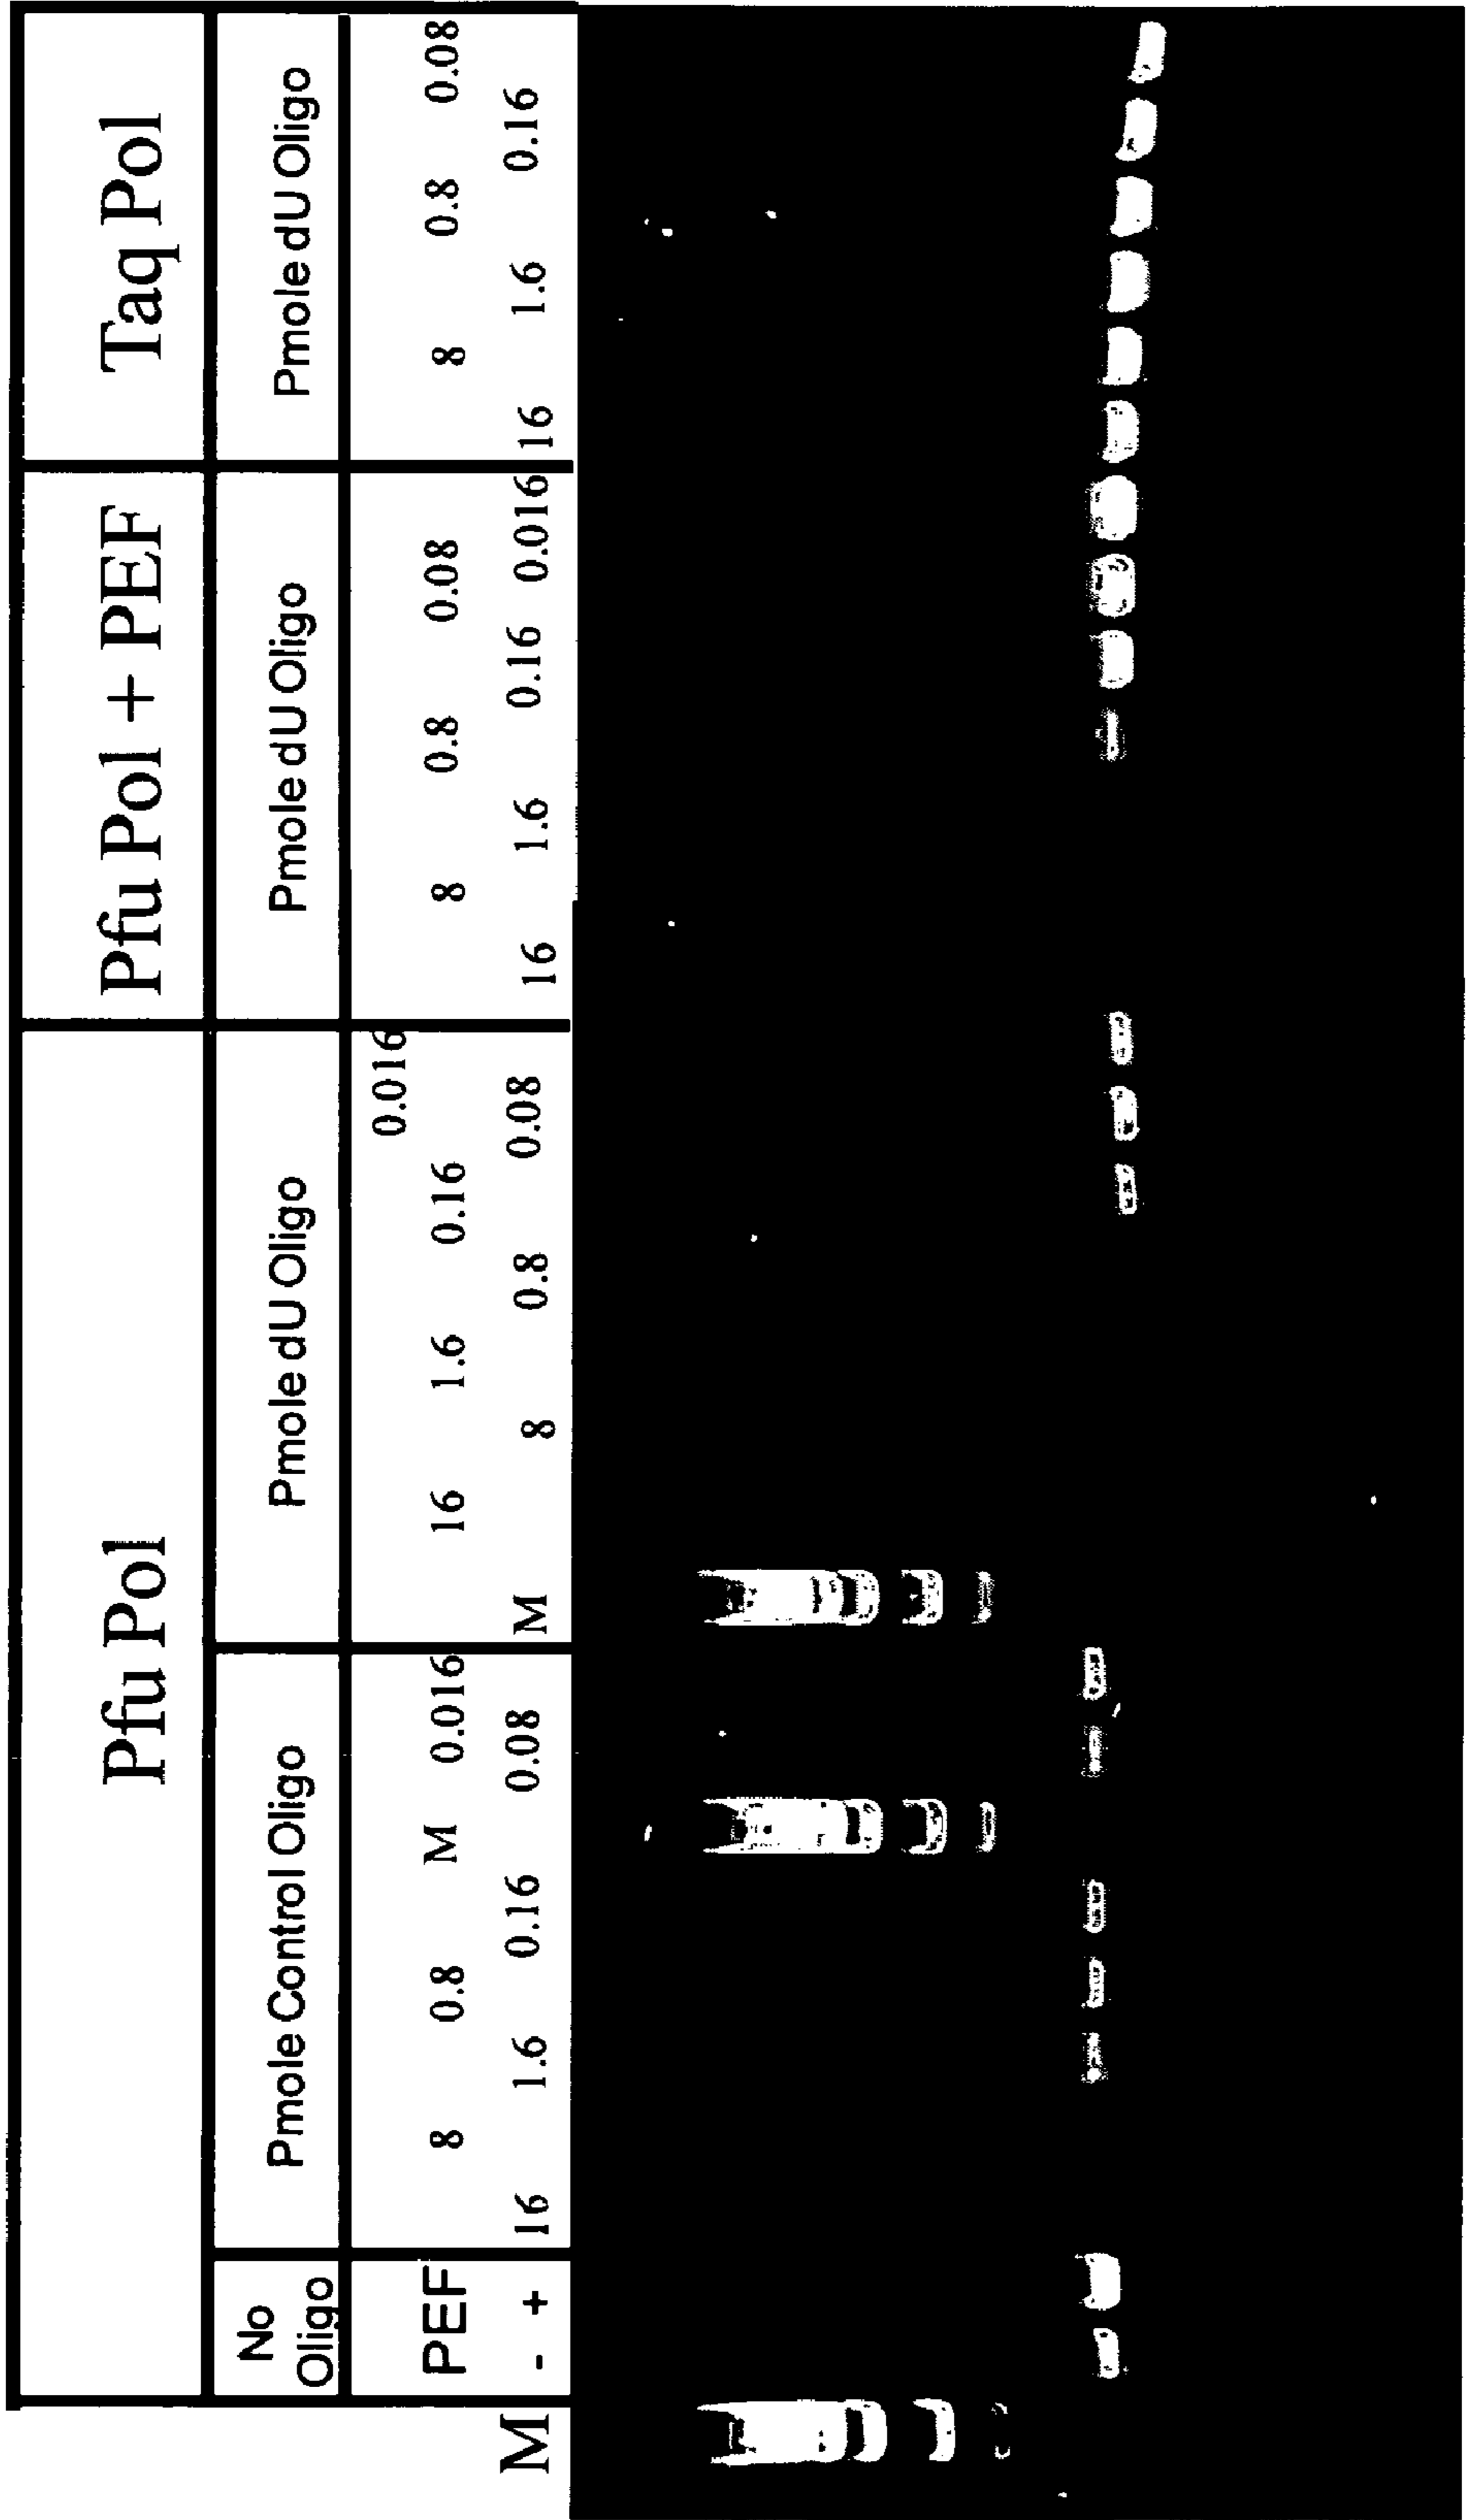 Pfu Pol
Pfu Pol + PEF
Taq Pol
No
Oligo
Pmole Control Oligo
Pmole dU Oligo
Pmole dU Oligo
Pmole dU Oligo
0.016
PEF
8 0.8 M 0.016
16 1.6 0.16
8 0.8 0.08
8 0.8 0.08
M
- +
16 1.6 0.16 0.08
M 8 0.8 0.08
16 1.6 0.16 0.016
16 1.6 0.16